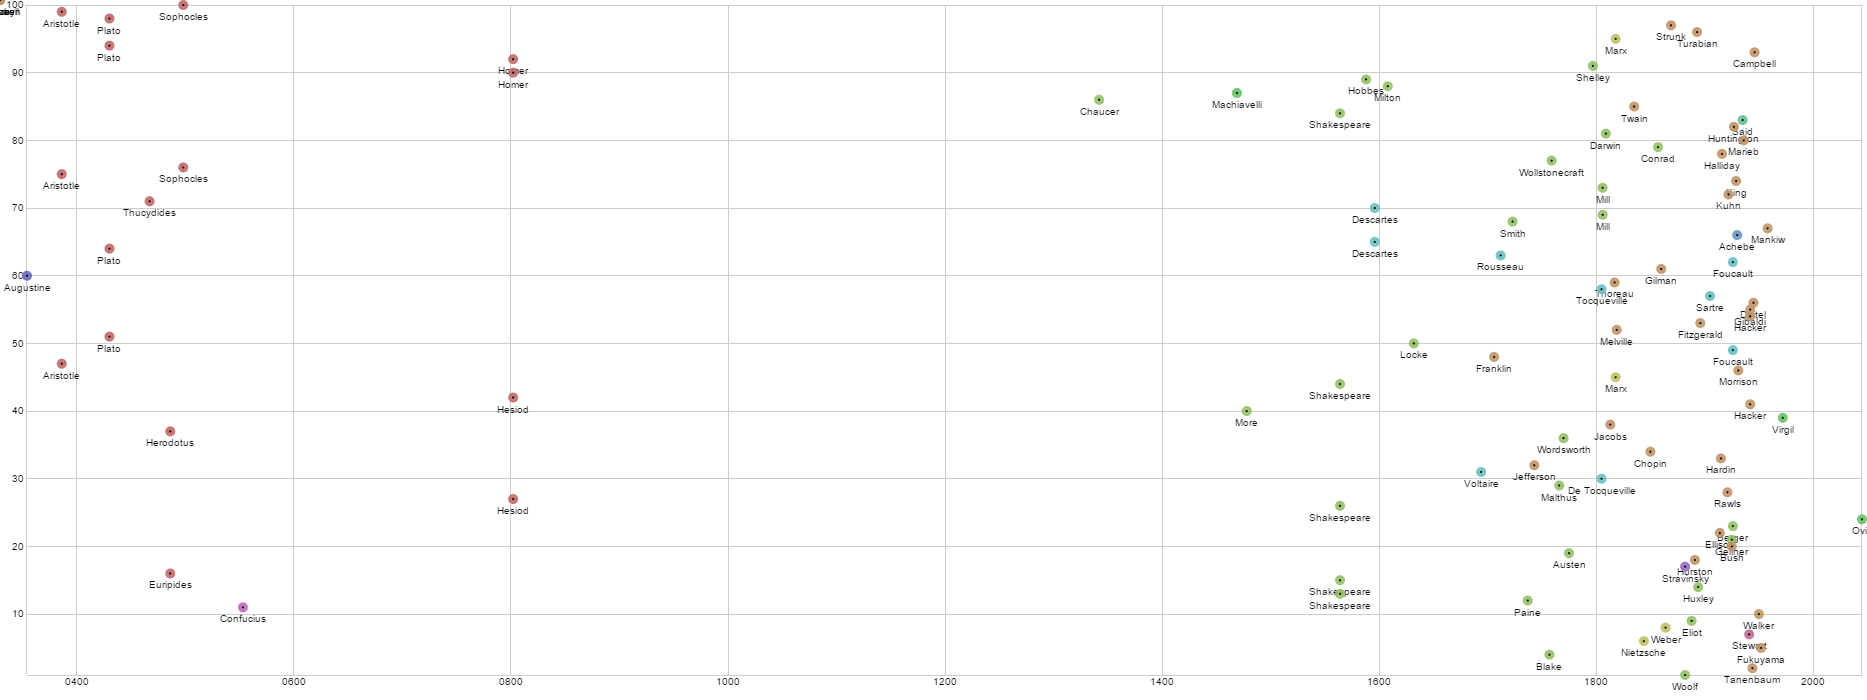 100
Aristotle
Plato
Sophocles
Plato
Homer
Homer
90
Chaucer
Machiavelli
Hobbes
Milton
Shakespeare
Marx
Strunk
Turabian
Campbell
Shelley
Twain
80
Darwin
Conrad
Said
Huntington
Marieb
Halliday
Aristotle
Sophocles
Wollstonecraft
Mill
King
Kuhn
Thucydides
70
Descartes
Smith
Mill
Mankiw
Achebe
Plato
Descartes
Rousseau
Foucault
60
Augustine
Gilman
Thoreau
Tocqueville
Sartre
Gibaldi
Hacker
Fitzgerald
Melville
Plato
50
Locke
Foucault
Aristotle
Franklin
Morrison
Marx
Shakespeare
Hesiod
40
More
Hacker
Virgil
Herodotus
Jacobs
Wordsworth
Chopin
Hardin
30
Voltaire
Jefferson
Malthus
De Tocqueville
Rawls
Hesiod
Shakespeare
Ovi
Berger
Ellison
Gellner
Bush
20
Austen
Hurston
Stravinsky
Euripides
Shakespeare
Shakespeare
Huxley
Confucius
Paine
10
Walker
Eliot
Weber
Nietzsche
Stewart
Fukuyama
Blake
Tanenbaum
Woolf
0400
0600
0800
1000
1200
1400
1600
1800
2000